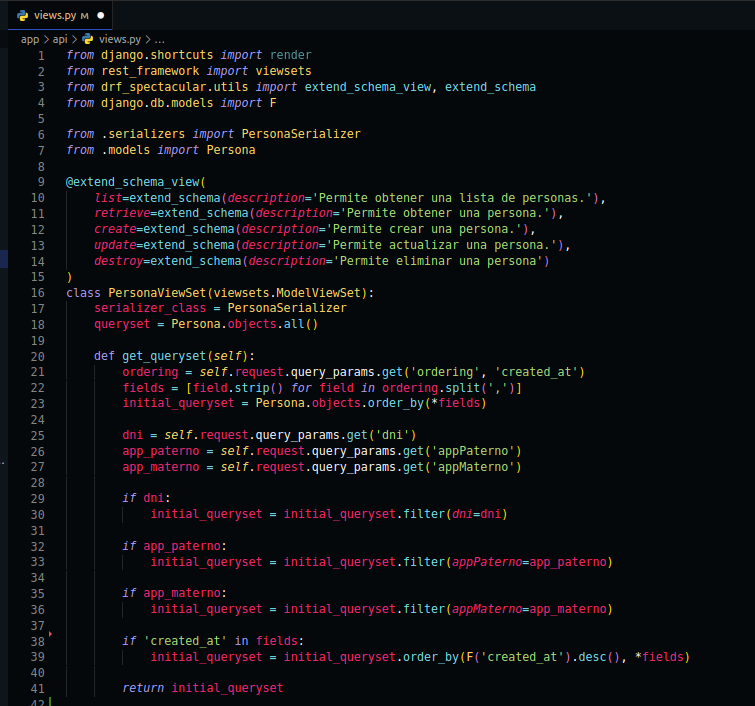 views.py M ●
app > api > views.py > ...
1 from django.shortcuts import render
2 from rest_framework import viewsets
3 from drf_spectacular.utils import extend_schema_view, extend_schema
4 from django.db.models import F
5
6 from .serializers import PersonaSerializer
7 from .models import Persona
8
9 @extend_schema_view(
10     list=extend_schema(description='Permite obtener una lista de personas.'),
11     retrieve=extend_schema(description='Permite obtener una persona.'),
12     create=extend_schema(description='Permite crear una persona.'),
13     update=extend_schema(description='Permite actualizar una persona.'),
14     destroy=extend_schema(description='Permite eliminar una persona')
15 )
16 class PersonaViewSet(viewsets.ModelViewSet):
17     serializer_class = PersonaSerializer
18     queryset = Persona.objects.all()
19
20     def get_queryset(self):
21         ordering = self.request.query_params.get('ordering', 'created_at')
22         fields = [field.strip() for field in ordering.split(',')]
23         initial_queryset = Persona.objects.order_by(*fields)
24
25         dni = self.request.query_params.get('dni')
26         app_paterno = self.request.query_params.get('appPaterno')
27         app_materno = self.request.query_params.get('appMaterno')
28
29         if dni:
30             initial_queryset = initial_queryset.filter(dni=dni)
31
32         if app_paterno:
33             initial_queryset = initial_queryset.filter(appPaterno=app_paterno)
34
35         if app_materno:
36             initial_queryset = initial_queryset.filter(appMaterno=app_materno)
37
38         if 'created_at' in fields:
39             initial_queryset = initial_queryset.order_by(F('created_at').desc(), *fields)
40
41         return initial_queryset
42